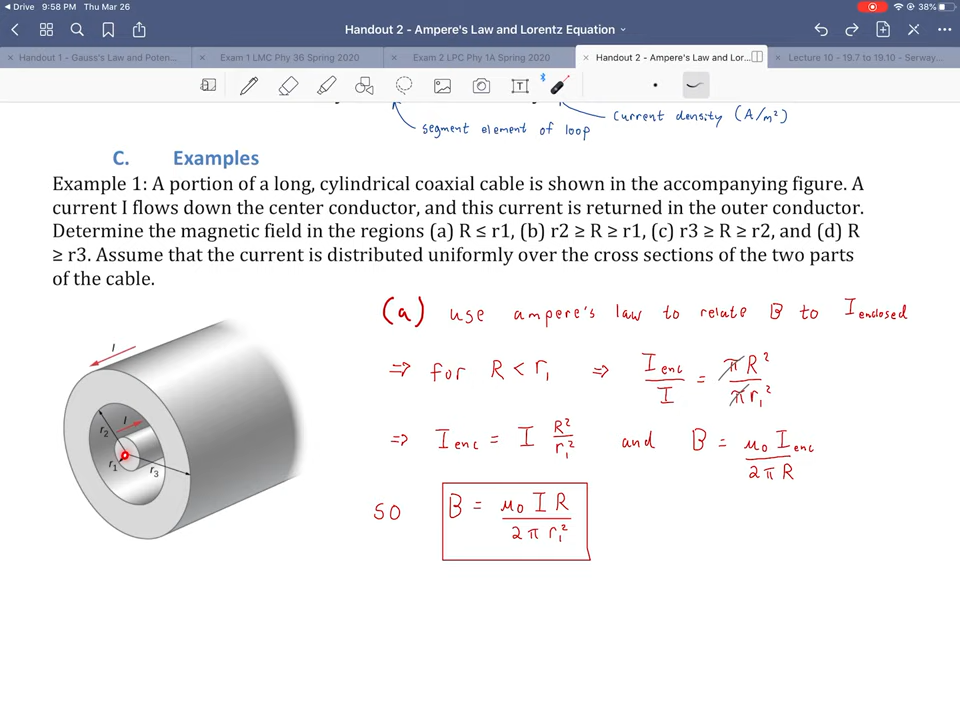 Drive 9:58 PM Thu Mar 26 38%
Handout 2 - Ampere's Law and Lorentz Equation
Handout 1 - Gauss's Law and Poten...
Exam 1 LMC Phy 36 Spring 2020
Exam 2 LPC Phy 1A Spring 2020
Handout 2 - Ampere's Law and Lor...
Lecture 10 - 19.7 to 19.10 - Serway...
segment element of loop
current density (A/m²)
C. Examples
Example 1: A portion of a long, cylindrical coaxial cable is shown in the accompanying figure. A
current I flows down the center conductor, and this current is returned in the outer conductor.
Determine the magnetic field in the regions (a) R ≤ r1, (b) r2 ≥ R ≥ r1, (c) r3 ≥ R ≥ r2, and (d) R
≥ r3. Assume that the current is distributed uniformly over the cross sections of the two parts
of the cable.
(a) use ampere's law to relate B to I enclosed
⇒ for R < r₁ ⇒ I enc / I = πR² / πr₁²
⇒ I enc = I R²/r₁² and B = μ₀ I enc / 2πR
so B = μ₀ I R / 2π r₁²
I
I
r₂
r₁
r₃